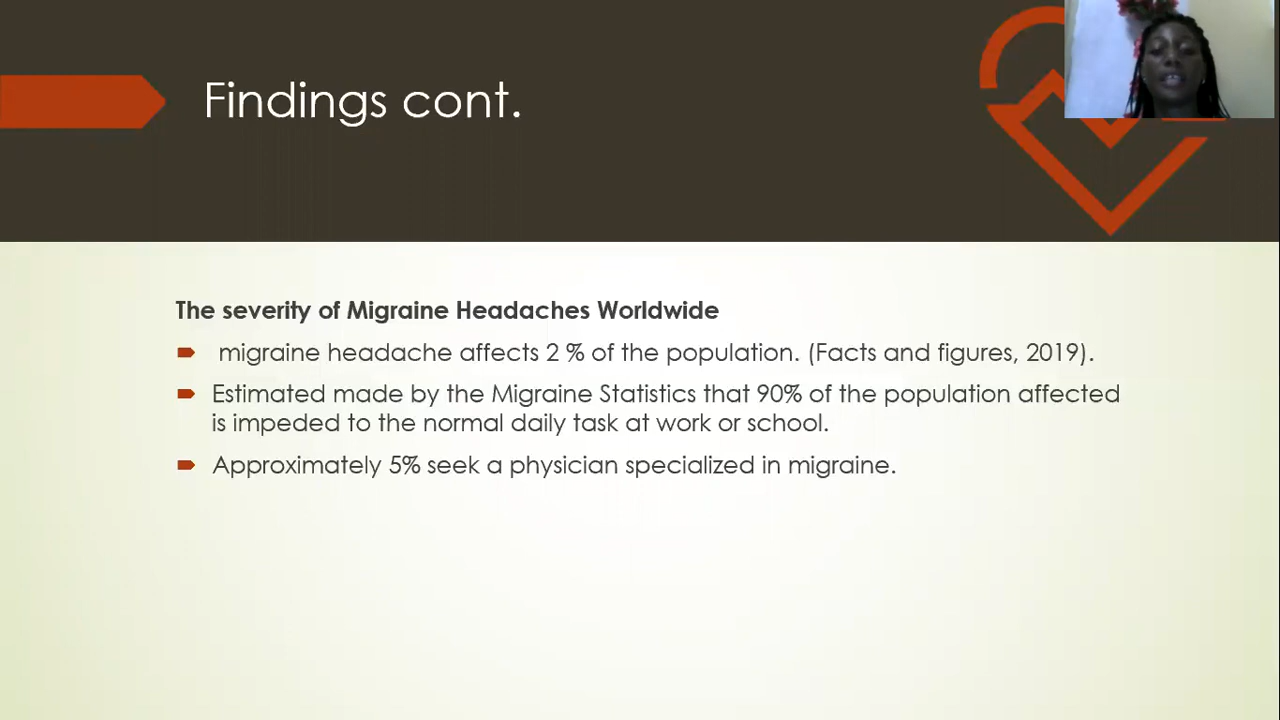 Findings cont.
The severity of Migraine Headaches Worldwide
migraine headache affects 2 % of the population. (Facts and figures, 2019).
Estimated made by the Migraine Statistics that 90% of the population affected
is impeded to the normal daily task at work or school.
Approximately 5% seek a physician specialized in migraine.